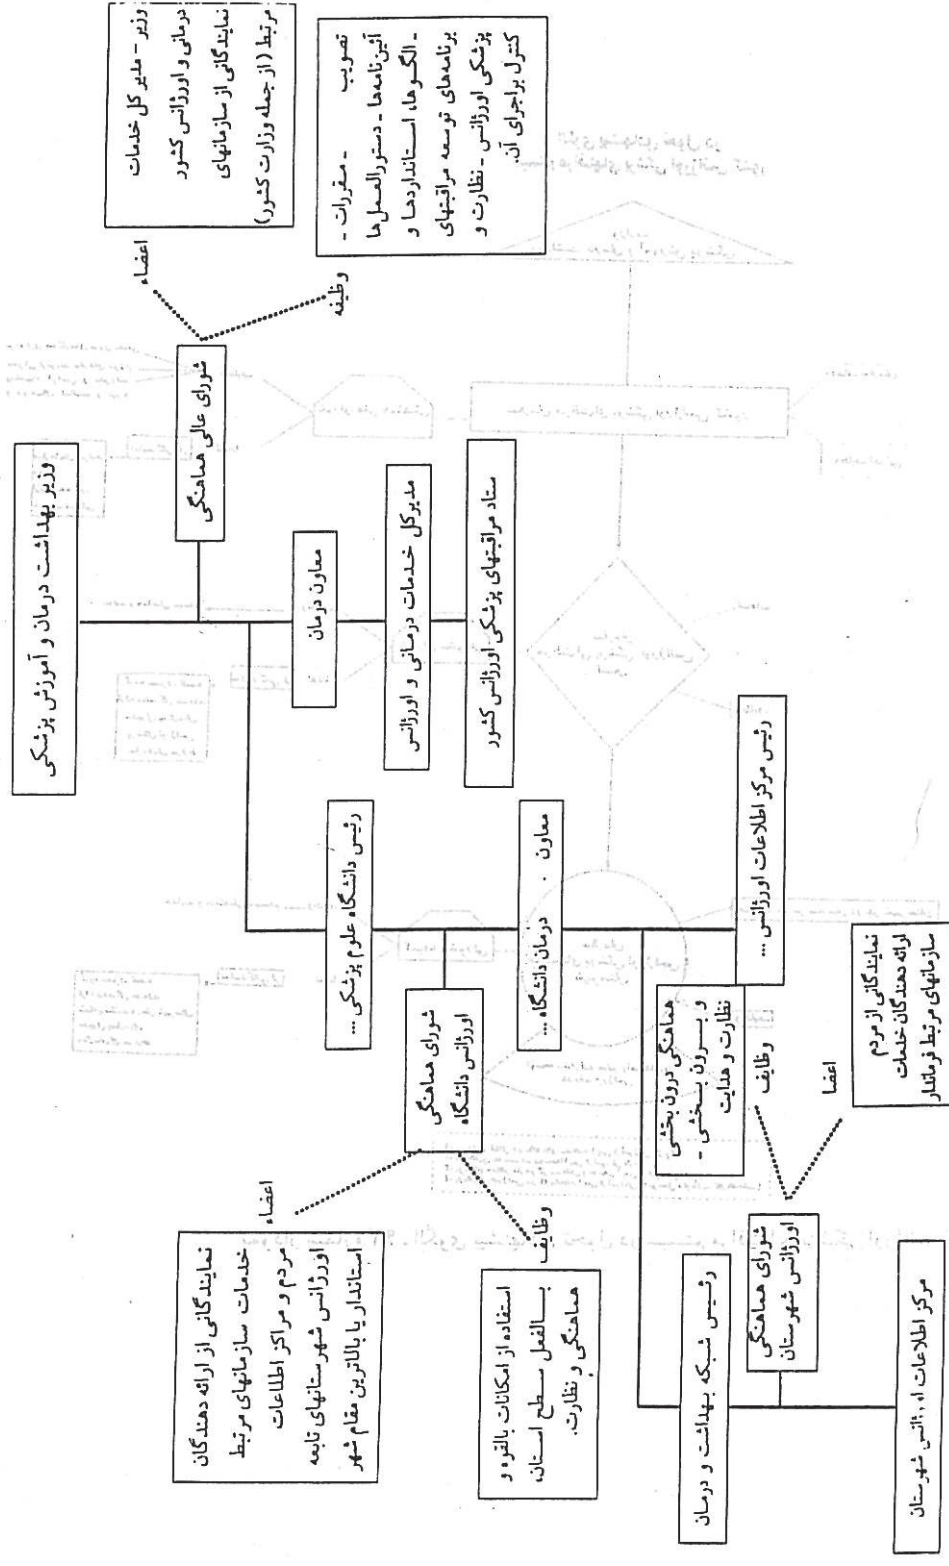 وزیر بهداشت درمان و آموزش پزشکی
شورای عالی هماهنگی
اعضاء
وزیر - مدیر کل خدمات
درمانی و اورژانس کشور
نمایندگانی از سازمانهای
مرتبط (از جمله وزارت کشور)
وظیفه
تصویب - مقررات -
آئین‌نامه‌ها - دستورالعمل‌ها
- الگوها، استانداردها و
برنامه‌های توسعه مراقبتهای
پزشکی اورژانس - نظارت و
کنترل بر اجرای آن.
معاون درمان
مدیرکل خدمات درمانی و اورژانس
ستاد مراقبتهای پزشکی اورژانس کشور
رئیس دانشگاه علوم پزشکی ...
شورای هماهنگی
اورژانس دانشگاه
اعضاء
نمایندگانی از ارائه دهندگان
خدمات سازمانهای مرتبط
مردم و مراکز اطلاعات
اورژانس شهرستانهای تابعه
استاندار یا بالاترین مقام شهر
وظایف
استفاده از امکانات بالقوه و
بالفعل سطح استان،
هماهنگی و نظارت.
معاون درمان دانشگاه ...
رئیس مرکز اطلاعات اورژانس ...
رئیس شبکه بهداشت و درمان
شورای هماهنگی
اورژانس شهرستان
وظایف
هماهنگی درون بخشی
و برون بخشی -
نظارت و هدایت
اعضا
نمایندگانی از مردم
ارائه دهندگان خدمات
سازمانهای مرتبط فرماندار
مرکز اطلاعات اورژانس شهرستان